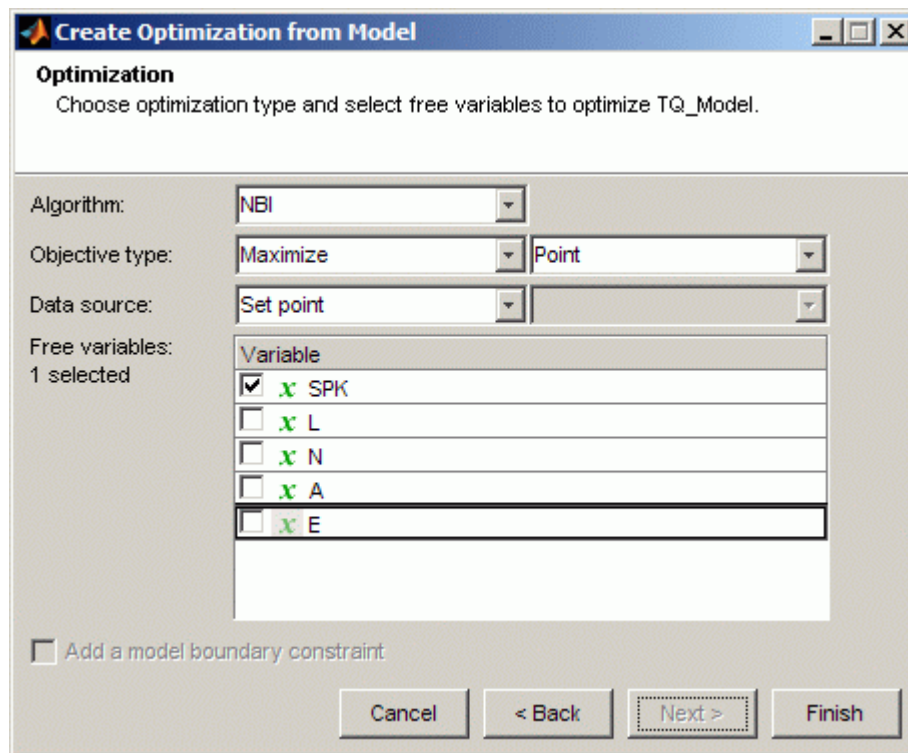 Create Optimization from Model
Optimization
Choose optimization type and select free variables to optimize TQ_Model.
Algorithm: NBI
Objective type: Maximize Point
Data source: Set point
Free variables:
1 selected
Variable
x SPK
x L
x N
x A
x E
Add a model boundary constraint
Cancel < Back Next > Finish